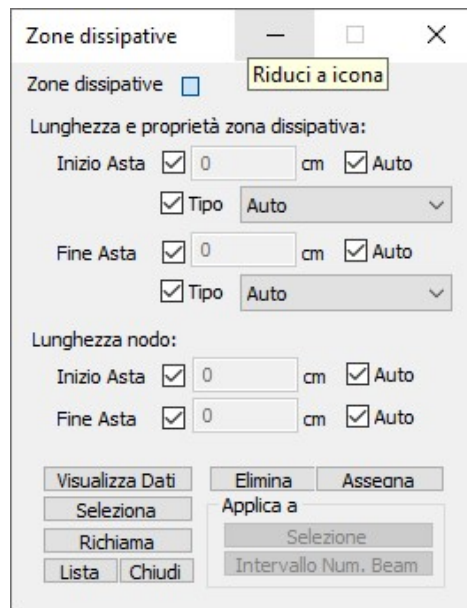 Zone dissipative
Riduci a icona
Zone dissipative
Lunghezza e proprietà zona dissipativa:
Inizio Asta 0 cm Auto
Tipo Auto
Fine Asta 0 cm Auto
Tipo Auto
Lunghezza nodo:
Inizio Asta 0 cm Auto
Fine Asta 0 cm Auto
Visualizza Dati Elimina Assegna
Seleziona Applica a
Richiama Selezione
Lista Chiudi Intervallo Num. Beam